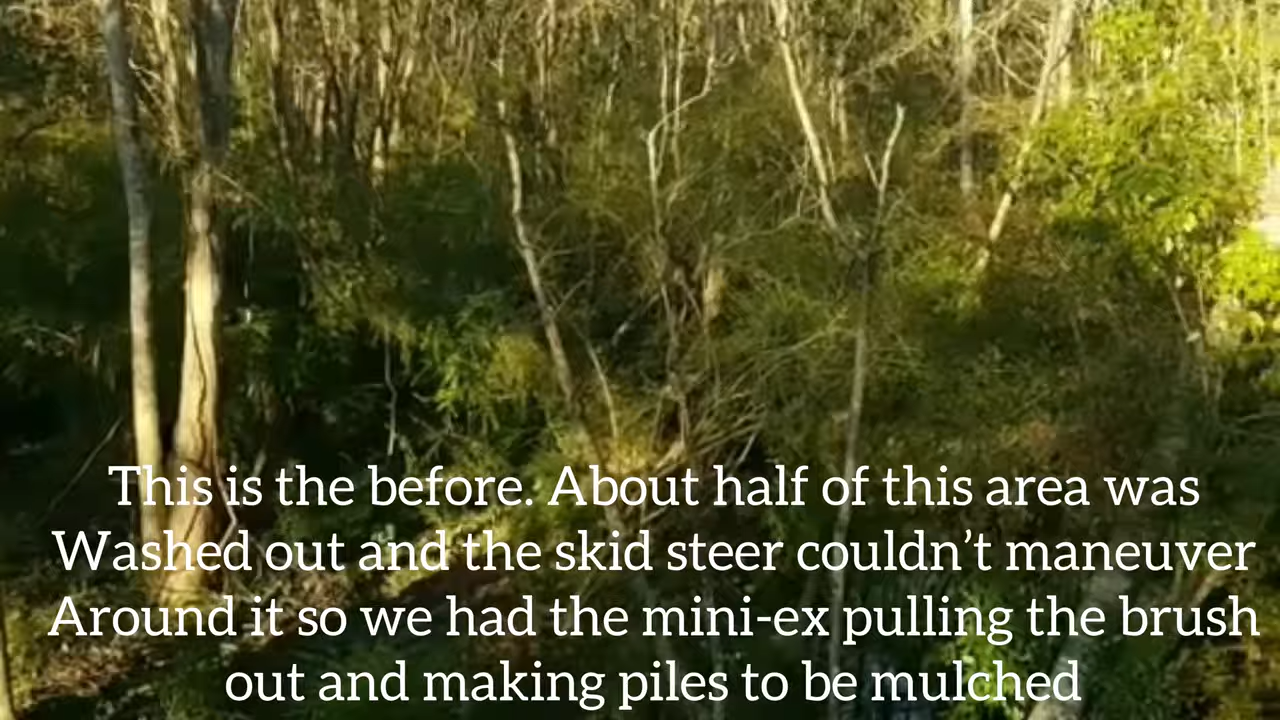 This is the before. About half of this area was
Washed out and the skid steer couldn’t maneuver
Around it so we had the mini-ex pulling the brush
out and making piles to be mulched